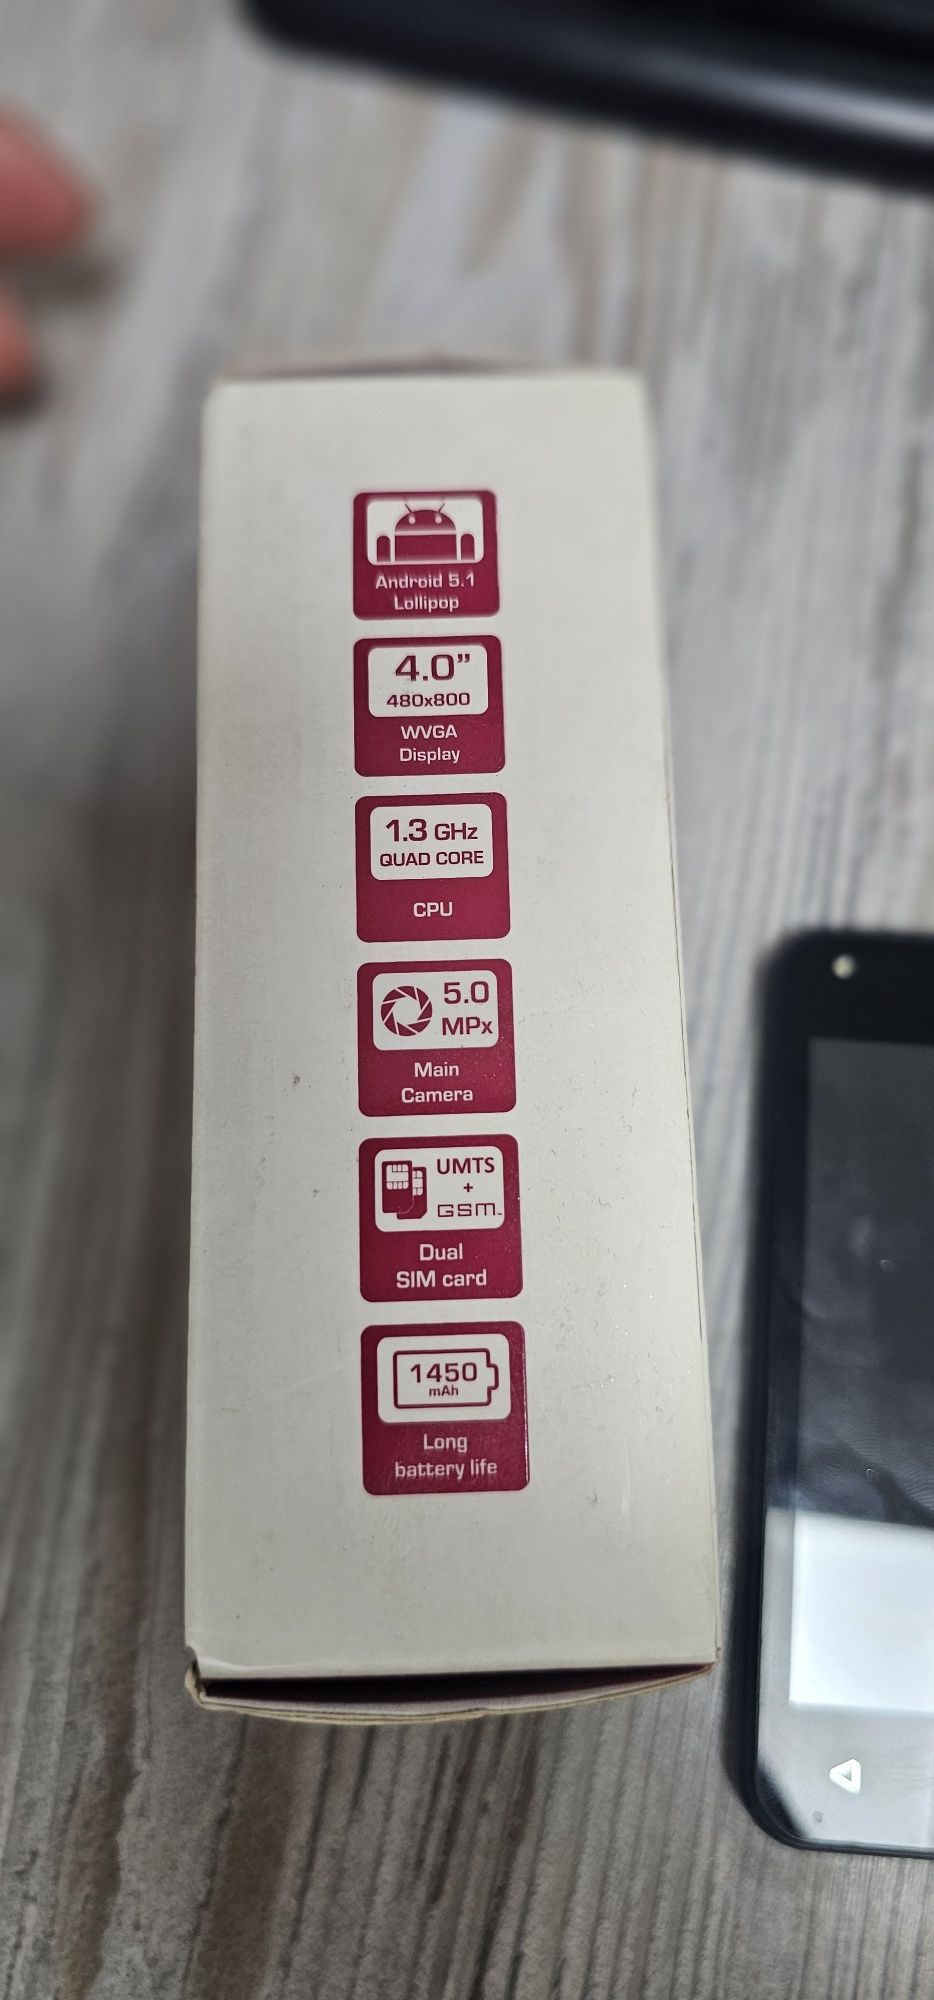 Android 5.1
Lollipop
4.0”
480x800
WVGA
Display
1.3 GHz
QUAD CORE
CPU
5.0
MPx
Main
Camera
UMTS
+
GSM™
Dual
SIM card
1450
mAh
Long
battery life